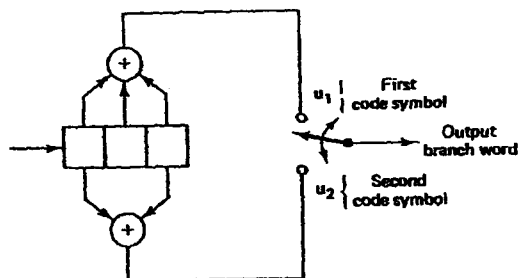 +
u1 { First
code symbol
Output
branch word
u2 { Second
code symbol
+